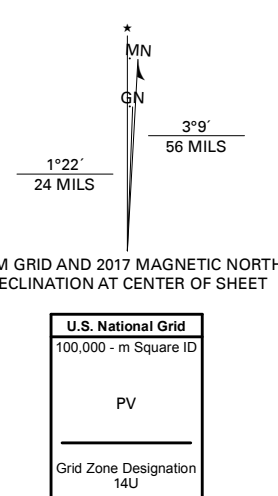 ★
MN
GN
3°9´
56 MILS
1°22´
24 MILS
M GRID AND 2017 MAGNETIC NORTH
ECLINATION AT CENTER OF SHEET
U.S. National Grid
100,000 - m Square ID
PV
Grid Zone Designation
14U